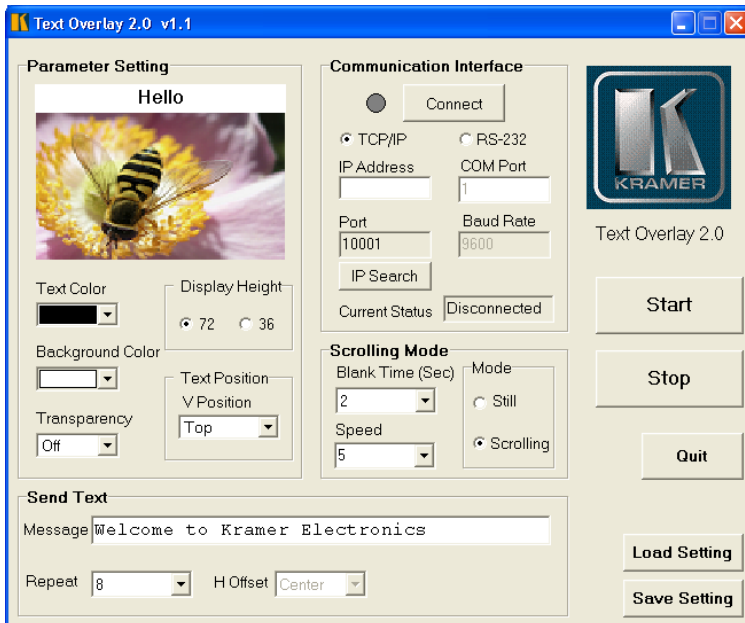 Text Overlay 2.0 v1.1
Parameter Setting
Hello
Text Color
Display Height
72
36
Background Color
Text Position
V Position
Top
Transparency
Off
Communication Interface
Connect
TCP/IP
RS-232
IP Address
COM Port
1
Port
Baud Rate
10001
9600
IP Search
Current Status
Disconnected
Scrolling Mode
Blank Time (Sec)
2
Speed
5
Mode
Still
Scrolling
KRAMER
Text Overlay 2.0
Start
Stop
Quit
Send Text
Message
Welcome to Kramer Electronics
Repeat
8
H Offset
Center
Load Setting
Save Setting